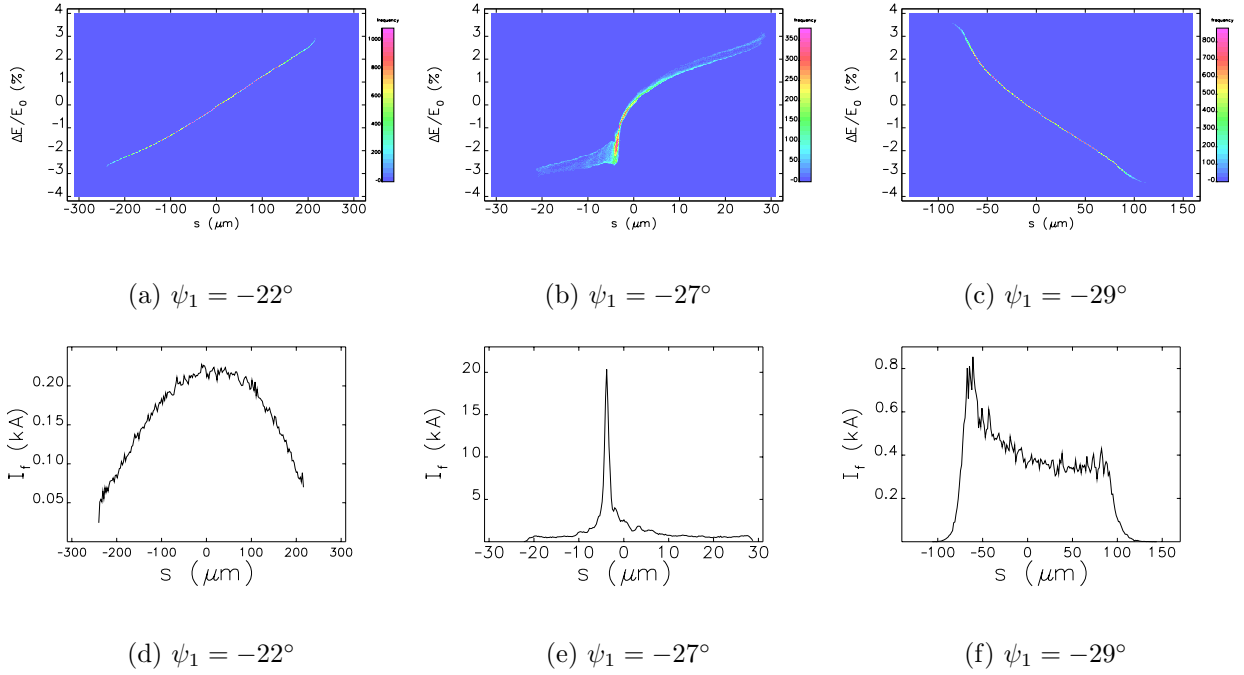 frequency
4
3
2
1
0
−1
−2
−3
−4
ΔE/E₀ (%)
1000
800
600
400
200
−0
−300 −200 −100 0 100 200 300
s (μm)
frequency
4
3
2
1
0
−1
−2
−3
−4
ΔE/E₀ (%)
350
300
250
200
150
100
50
−0
−30 −20 −10 0 10 20 30
s (μm)
frequency
4
3
2
1
0
−1
−2
−3
−4
ΔE/E₀ (%)
800
700
600
500
400
300
200
100
−0
−100 −50 0 50 100 150
s (μm)
(a) ψ₁ = −22°
(b) ψ₁ = −27°
(c) ψ₁ = −29°
0.20
0.15
0.10
0.05
I_f (kA)
−300 −200 −100 0 100 200 300
s (μm)
20
15
10
5
I_f (kA)
−30 −20 −10 0 10 20 30
s (μm)
0.8
0.6
0.4
0.2
I_f (kA)
−100 −50 0 50 100 150
s (μm)
(d) ψ₁ = −22°
(e) ψ₁ = −27°
(f) ψ₁ = −29°